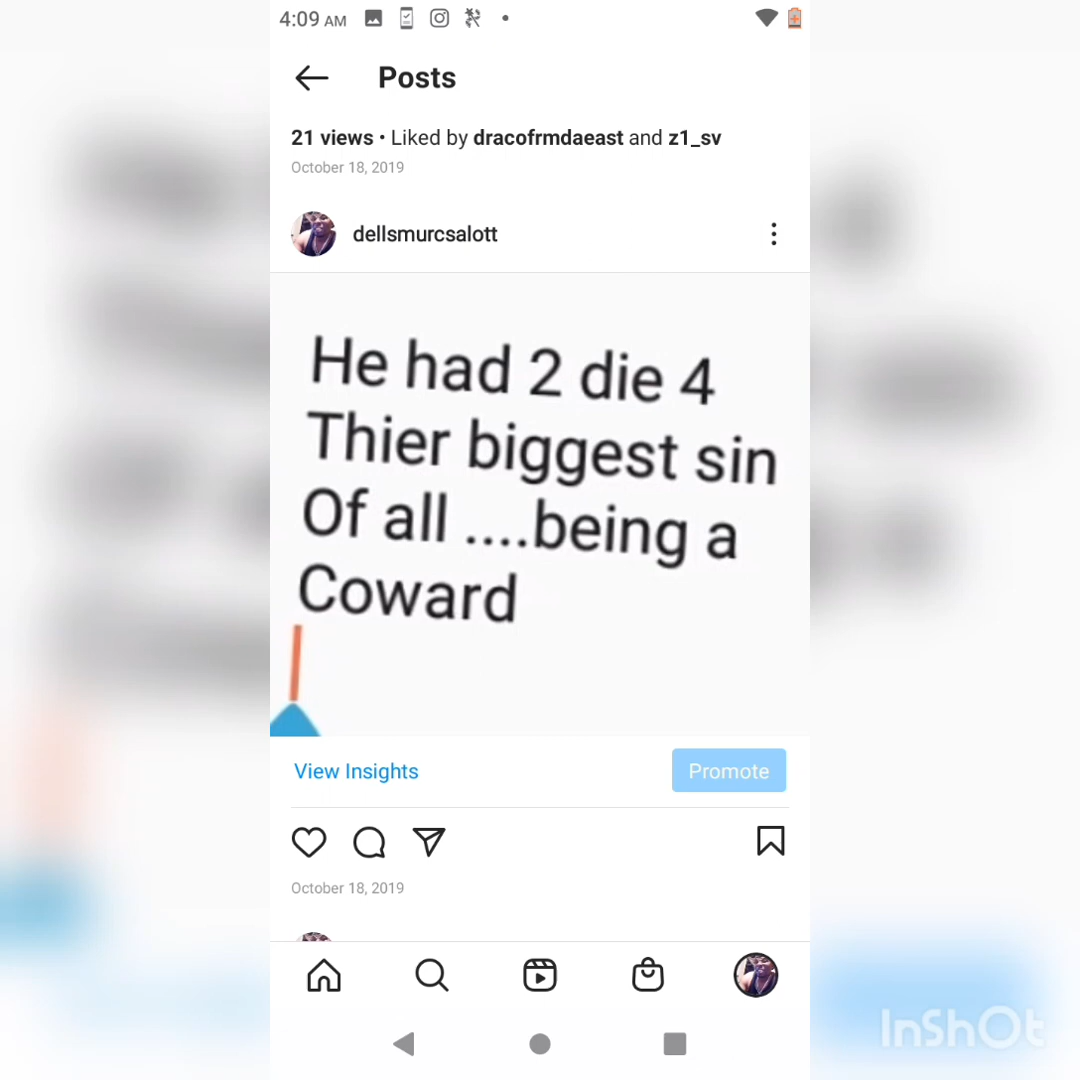 4:09 AM
Posts
21 views • Liked by dracofrmdaeast and z1_sv
October 18, 2019
dellsmurcsalott
He had 2 die 4
Thier biggest sin
Of all ....being a
Coward
View Insights
Promote
October 18, 2019
InShOt